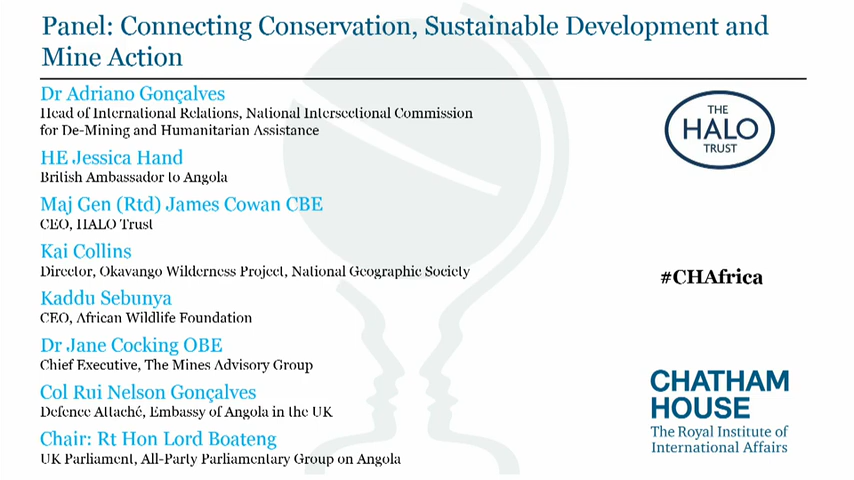 Panel: Connecting Conservation, Sustainable Development and
Mine Action
Dr Adriano Gonçalves
Head of International Relations, National Intersectional Commission
for De-Mining and Humanitarian Assistance
HE Jessica Hand
British Ambassador to Angola
Maj Gen (Rtd) James Cowan CBE
CEO, HALO Trust
Kai Collins
Director, Okavango Wilderness Project, National Geographic Society
Kaddu Sebunya
CEO, African Wildlife Foundation
Dr Jane Cocking OBE
Chief Executive, The Mines Advisory Group
Col Rui Nelson Gonçalves
Defence Attaché, Embassy of Angola in the UK
Chair: Rt Hon Lord Boateng
UK Parliament, All-Party Parliamentary Group on Angola
THE
HALO
TRUST
#CHAfrica
CHATHAM
HOUSE
The Royal Institute of
International Affairs